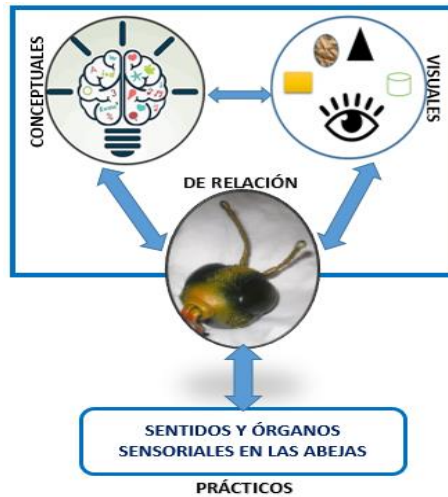 CONCEPTUALES
VISUALES
DE RELACIÓN
SENTIDOS Y ÓRGANOS
SENSORIALES EN LAS ABEJAS
PRÁCTICOS